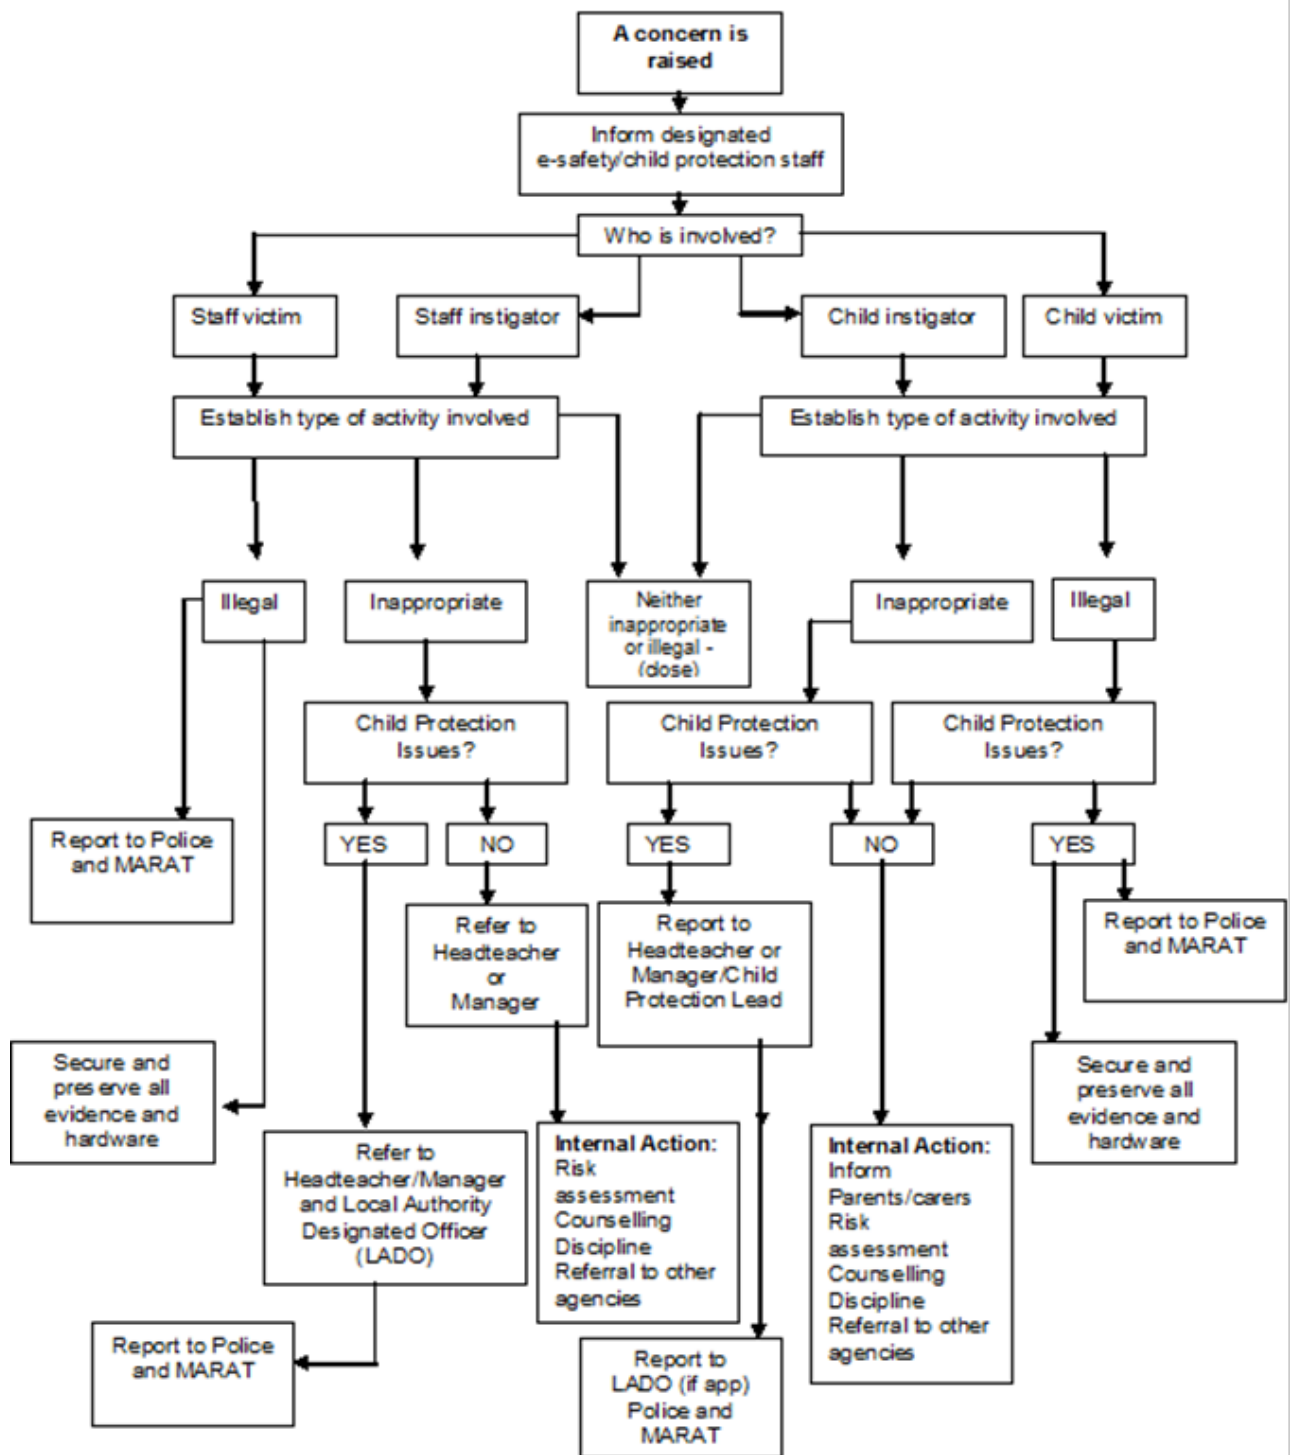 A concern is
raised
Inform designated
e-safety/child protection staff
Who is involved?
Staff victim
Staff instigator
Child instigator
Child victim
Establish type of activity involved
Establish type of activity involved
Illegal
Inappropriate
Neither
inappropriate
or illegal -
(close)
Inappropriate
Illegal
Child Protection
Issues?
Child Protection
Issues?
Child Protection
Issues?
Report to Police
and MARAT
YES
NO
YES
NO
YES
Refer to
Headteacher
or
Manager
Report to
Headteacher or
Manager/Child
Protection Lead
Report to Police
and MARAT
Secure and
preserve all
evidence and
hardware
Secure and
preserve all
evidence and
hardware
Refer to
Headteacher/Manager
and Local Authority
Designated Officer
(LADO)
Internal Action:
Risk
assessment
Counselling
Discipline
Referral to other
agencies
Internal Action:
Inform
Parents/carers
Risk
assessment
Counselling
Discipline
Referral to other
agencies
Report to Police
and MARAT
Report to
LADO (if app)
Police and
MARAT